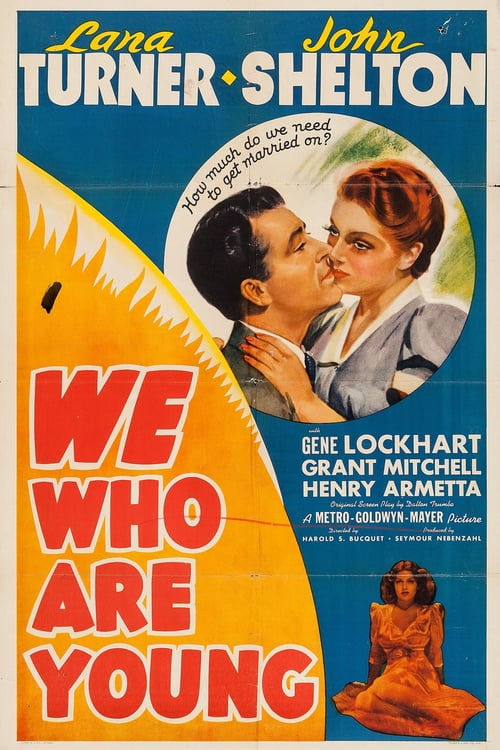 Lana John
TURNER · SHELTON
How much do we need
to get married on?
WE
WHO
ARE
YOUNG
with
GENE LOCKHART
GRANT MITCHELL
HENRY ARMETTA
Original Screen Play by Dalton Trumbo
A METRO-GOLDWYN-MAYER Picture
Directed by Produced by
HAROLD S. BUCQUET · SEYMOUR NEBENZAHL